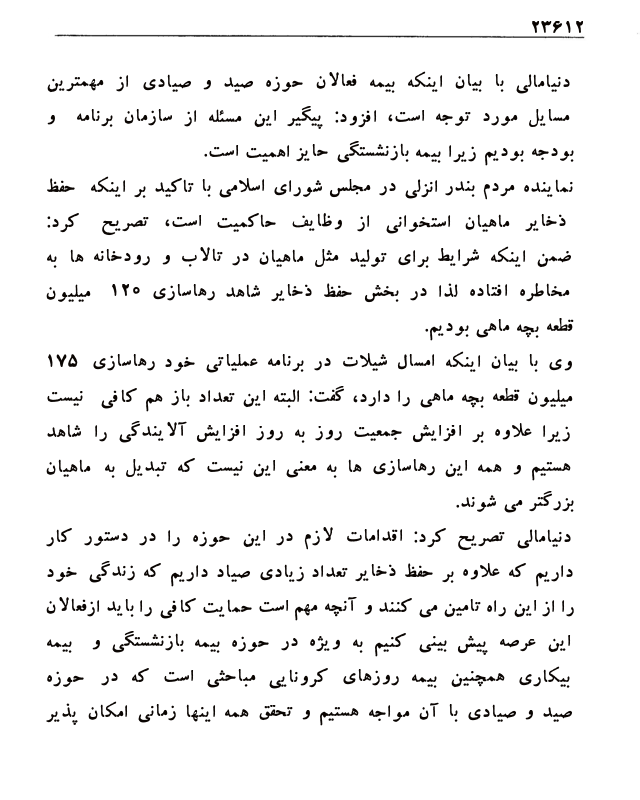 ۲۳۶۱۲
دنیامالی با بیان اینکه بیمه فعالان حوزه صید و صیادی از مهمترین
مسایل مورد توجه است، افزود: پیگیر این مسئله از سازمان برنامه و
بودجه بودیم زیرا بیمه بازنشستگی حایز اهمیت است.
نماینده مردم بندر انزلی در مجلس شورای اسلامی با تاکید بر اینکه حفظ
ذخایر ماهیان استخوانی از وظایف حاکمیت است، تصریح کرد:
ضمن اینکه شرایط برای تولید مثل ماهیان در تالاب و رودخانه ها به
مخاطره افتاده لذا در بخش حفظ ذخایر شاهد رهاسازی ۱۲۰ میلیون
قطعه بچه ماهی بودیم.
وی با بیان اینکه امسال شیلات در برنامه عملیاتی خود رهاسازی ۱۷۵
میلیون قطعه بچه ماهی را دارد، گفت: البته این تعداد باز هم کافی نیست
زیرا علاوه بر افزایش جمعیت روز به روز افزایش آلایندگی را شاهد
هستیم و همه این رهاسازی ها به معنی این نیست که تبدیل به ماهیان
بزرگتر می شوند.
دنیامالی تصریح کرد: اقدامات لازم در این حوزه را در دستور کار
داریم که علاوه بر حفظ ذخایر تعداد زیادی صیاد داریم که زندگی خود
را از این راه تامین می کنند و آنچه مهم است حمایت کافی را باید ازفعالان
این عرصه پیش بینی کنیم به ویژه در حوزه بیمه بازنشستگی و بیمه
بیکاری همچنین بیمه روزهای کرونایی مباحثی است که در حوزه
صید و صیادی با آن مواجه هستیم و تحقق همه اینها زمانی امکان پذیر